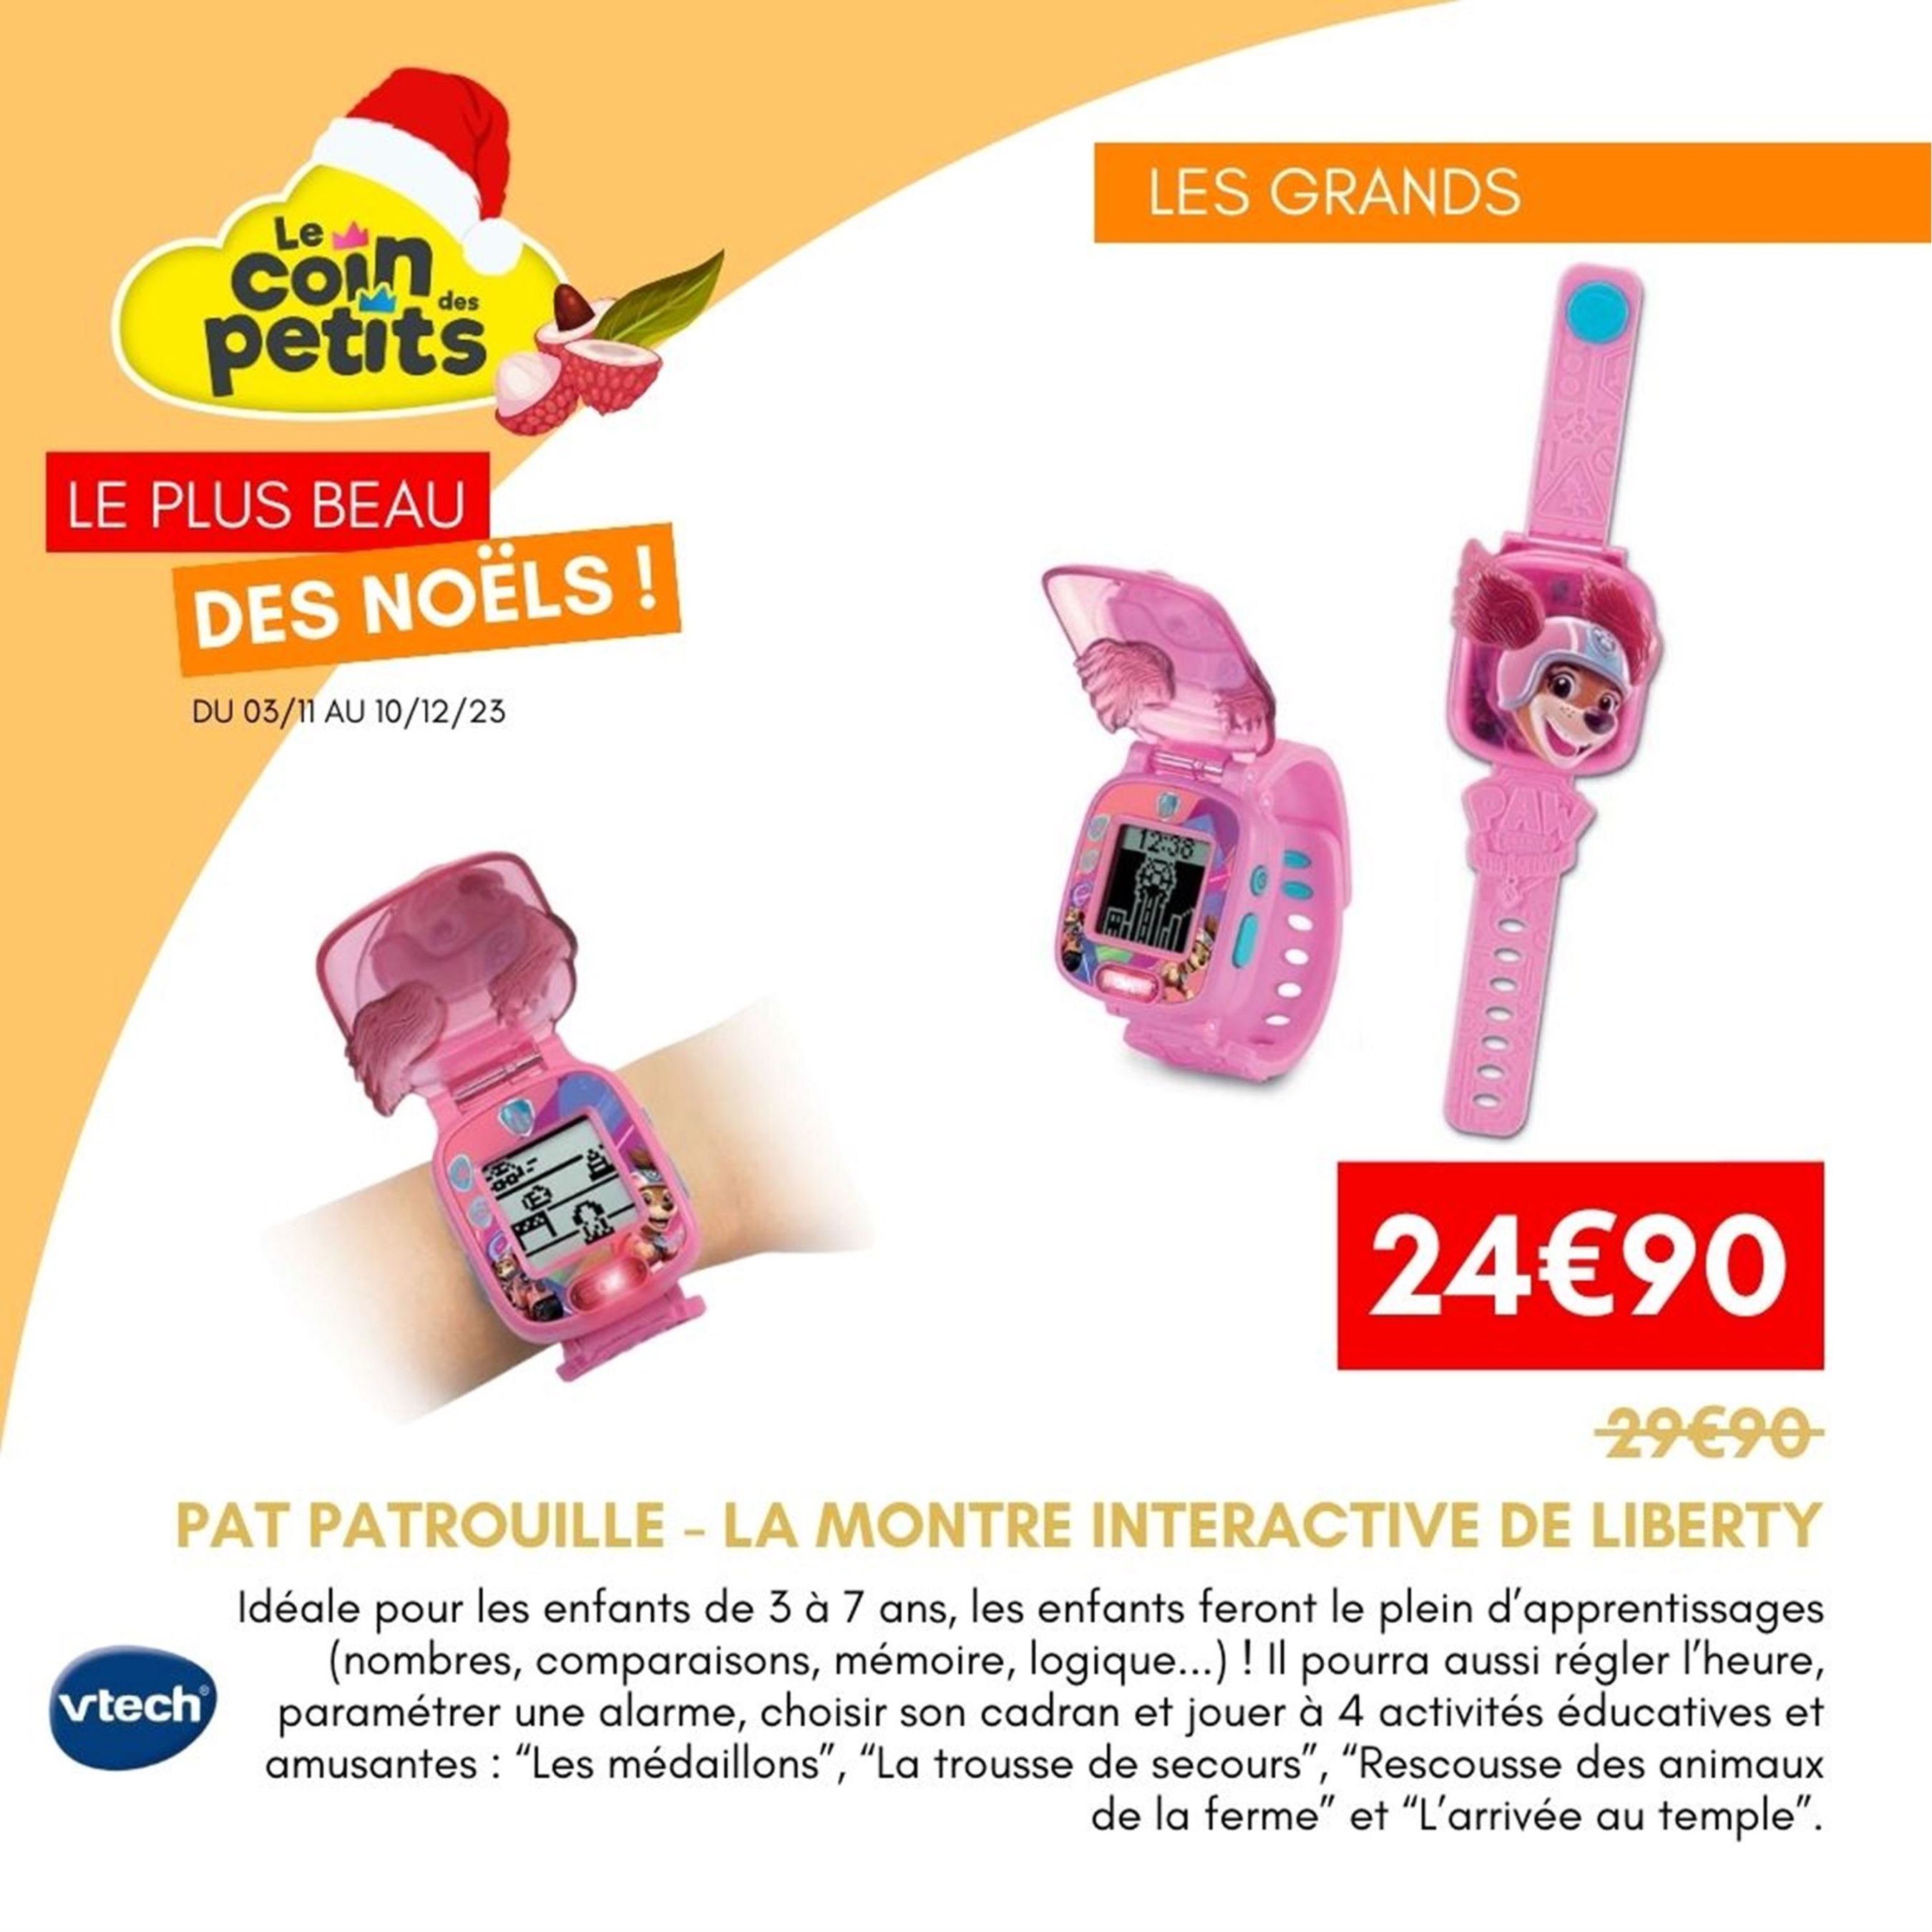 Le
coin
des
petits
LES GRANDS
LE PLUS BEAU
DES NOËLS !
DU 03/11 AU 10/12/23
12:38
PAW
24€90
29€90
PAT PATROUILLE - LA MONTRE INTERACTIVE DE LIBERTY
Idéale pour les enfants de 3 à 7 ans, les enfants feront le plein d'apprentissages
(nombres, comparaisons, mémoire, logique...) ! Il pourra aussi régler l'heure,
paramétrer une alarme, choisir son cadran et jouer à 4 activités éducatives et
amusantes : “Les médaillons”, “La trousse de secours”, “Rescousse des animaux
de la ferme” et “L'arrivée au temple”.
vtech®